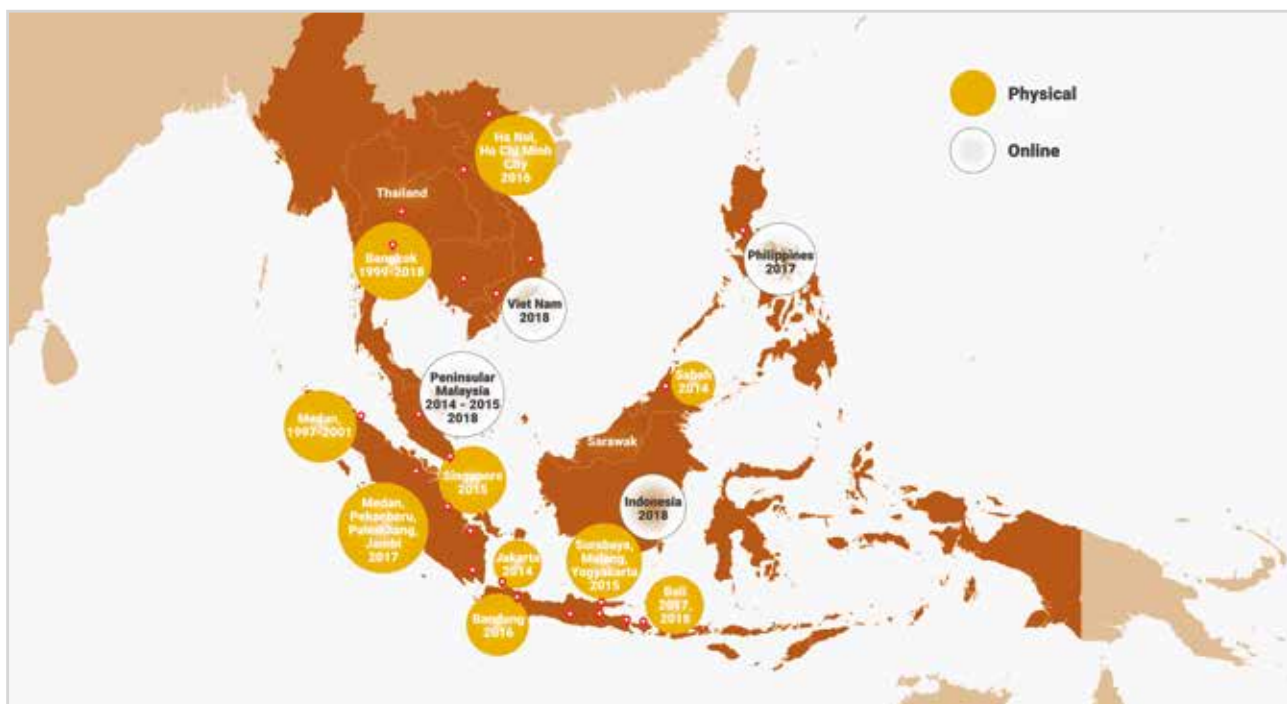 Physical
Online
Ha Noi,
Ho Chi Minh
City
2016
Thailand
Bangkok
1999-2018
Viet Nam
2018
Philippines
2017
Peninsular
Malaysia
2014 - 2015
2018
Sabah
2014
Medan,
1997-2001
Sarawak
Singapore
2015
Indonesia
2018
Medan,
Pekanbaru,
Palembang,
Jambi
2017
Jakarta
2014
Surabaya,
Malang,
Yogyakarta
2015
Bali
2017,
2018
Bandung
2016